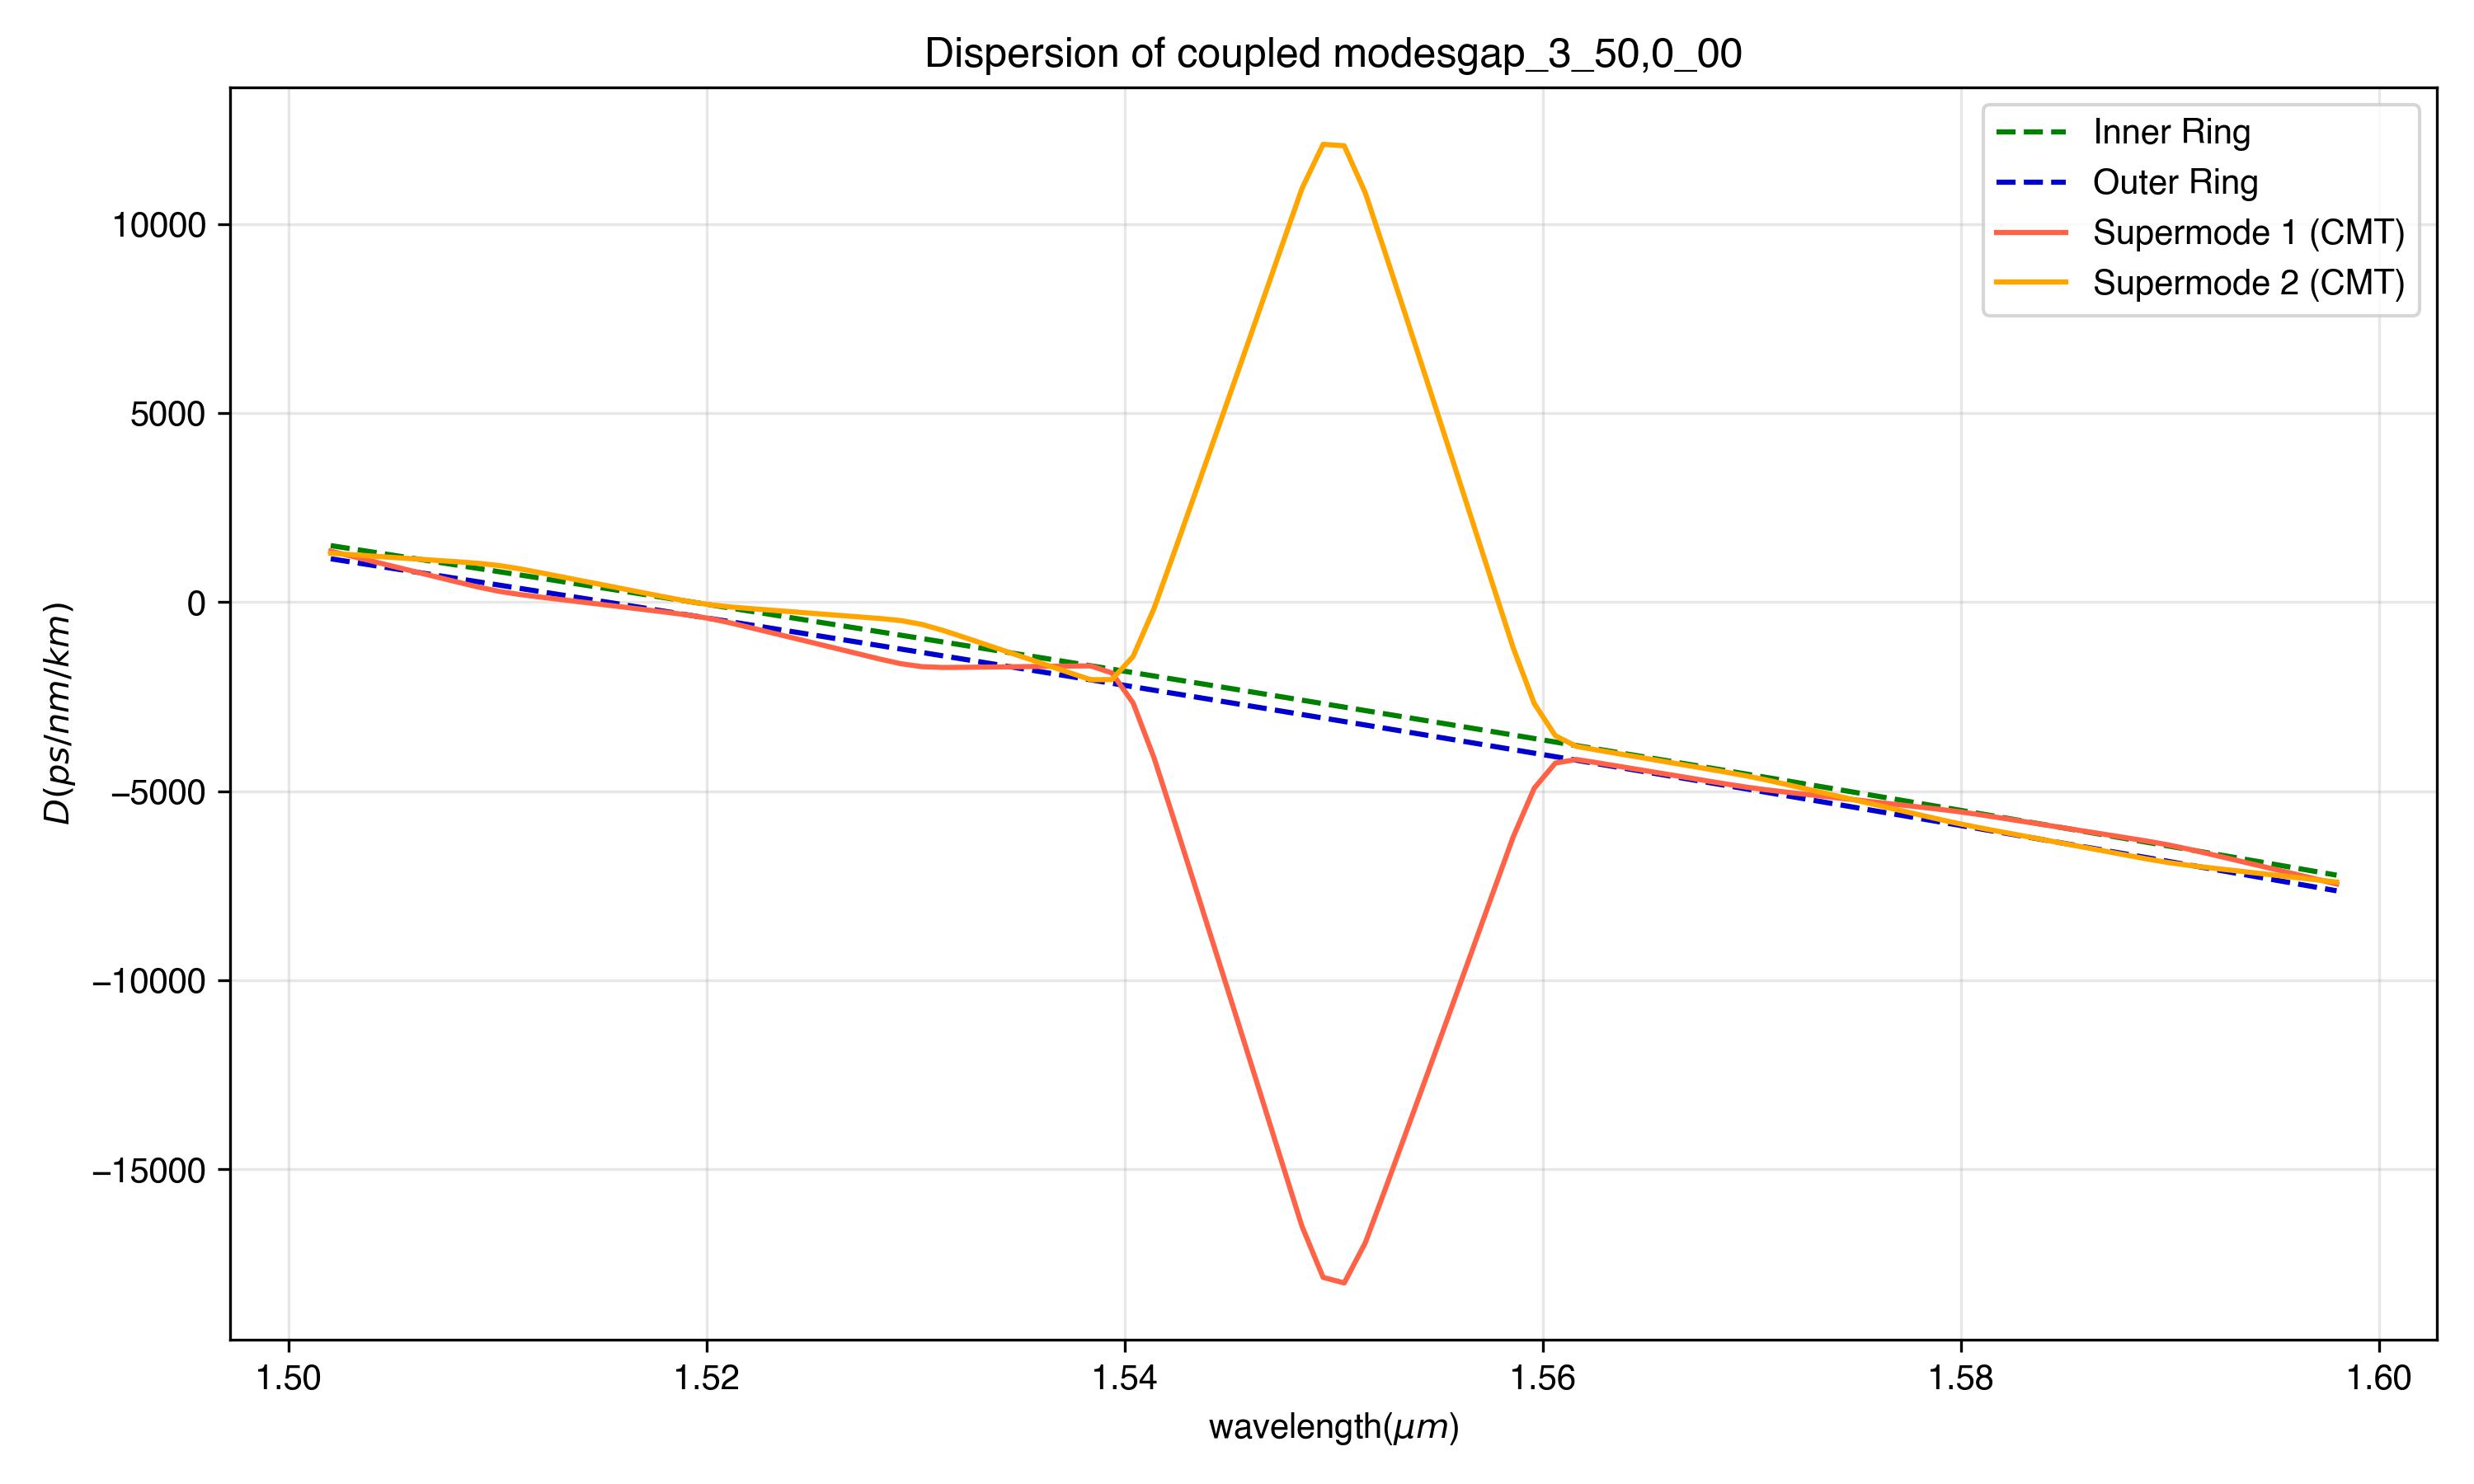 Dispersion of coupled modesgap_3_50,0_00
Inner Ring
Outer Ring
Supermode 1 (CMT)
Supermode 2 (CMT)
10000
5000
0
−5000
−10000
−15000
D(ps/nm/km)
1.50 1.52 1.54 1.56 1.58 1.60
wavelength(μm)